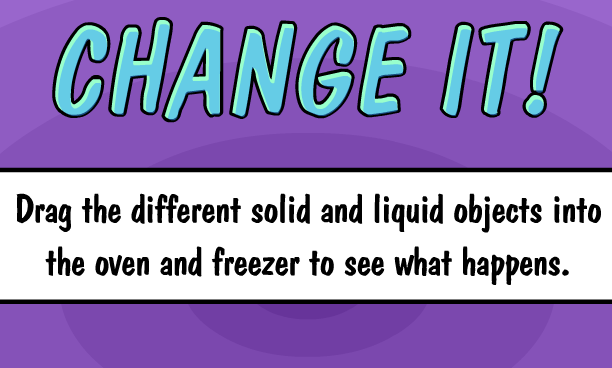 CHANGE IT!
Drag the different solid and liquid objects into
the oven and freezer to see what happens.